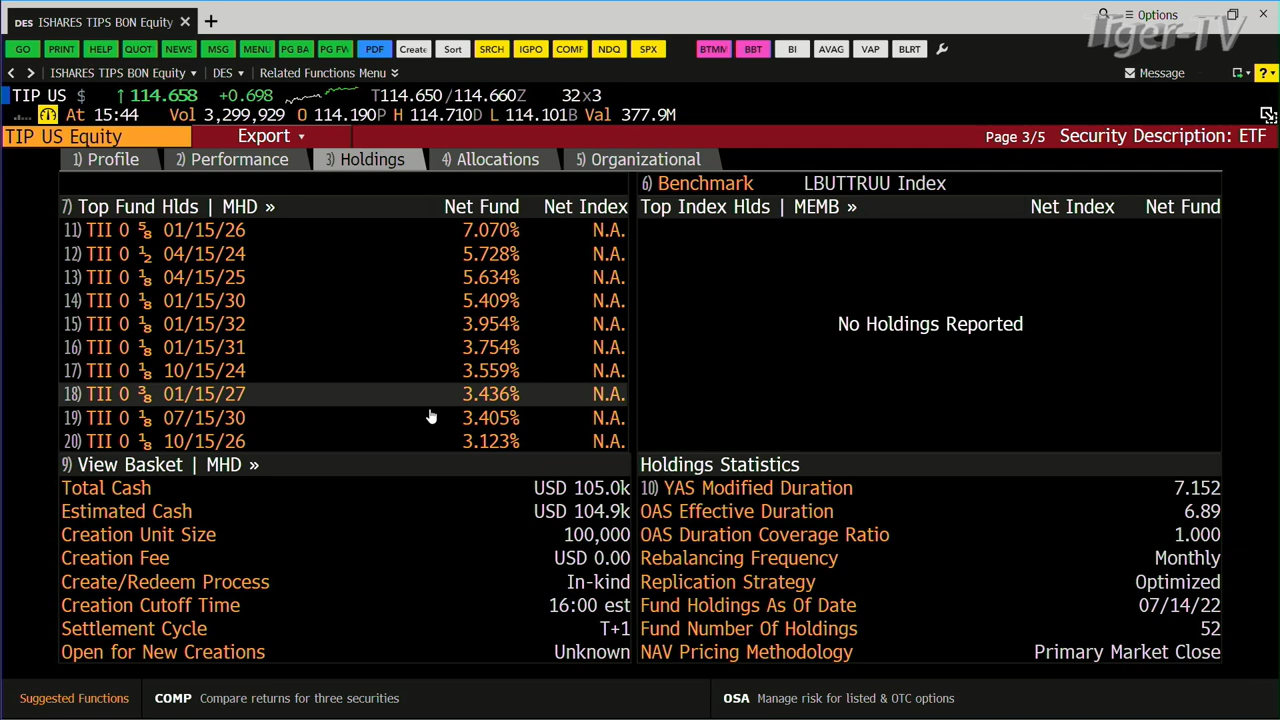 DES ISHARES TIPS BON Equity × +
Options
Tiger-TV
GO PRINT HELP QUOT NEWS MSG MENU PG BA PG FW PDF Create Sort SRCH IGPO COMF NDQ SPX BTMM BBT BI AVAG VAP BLRT
ISHARES TIPS BON Equity DES Related Functions Menu Message ?
TIP US $ ↑114.658 +0.698 T114.650/114.660Z 32x3
At 15:44 Vol 3,299,929 O 114.190P H 114.710D L 114.101B Val 377.9M
TIP US Equity Export Page 3/5 Security Description: ETF
1) Profile 2) Performance 3) Holdings 4) Allocations 5) Organizational
6) Benchmark LBUTTRUU Index
7) Top Fund Hlds | MHD » Net Fund Net Index Top Index Hlds | MEMB » Net Index Net Fund
11) TII 0 ⅝ 01/15/26 7.070% N.A.
12) TII 0 ½ 04/15/24 5.728% N.A.
13) TII 0 ⅛ 04/15/25 5.634% N.A.
14) TII 0 ⅛ 01/15/30 5.409% N.A.
15) TII 0 ⅛ 01/15/32 3.954% N.A.
No Holdings Reported
16) TII 0 ⅛ 01/15/31 3.754% N.A.
17) TII 0 ⅛ 10/15/24 3.559% N.A.
18) TII 0 ⅜ 01/15/27 3.436% N.A.
19) TII 0 ⅛ 07/15/30 3.405% N.A.
20) TII 0 ⅛ 10/15/26 3.123% N.A.
9) View Basket | MHD » Holdings Statistics
Total Cash USD 105.0k 10) YAS Modified Duration 7.152
Estimated Cash USD 104.9k OAS Effective Duration 6.89
Creation Unit Size 100,000 OAS Duration Coverage Ratio 1.000
Creation Fee USD 0.00 Rebalancing Frequency Monthly
Create/Redeem Process In-kind Replication Strategy Optimized
Creation Cutoff Time 16:00 est Fund Holdings As Of Date 07/14/22
Settlement Cycle T+1 Fund Number Of Holdings 52
Open for New Creations Unknown NAV Pricing Methodology Primary Market Close
Suggested Functions COMP Compare returns for three securities OSA Manage risk for listed & OTC options